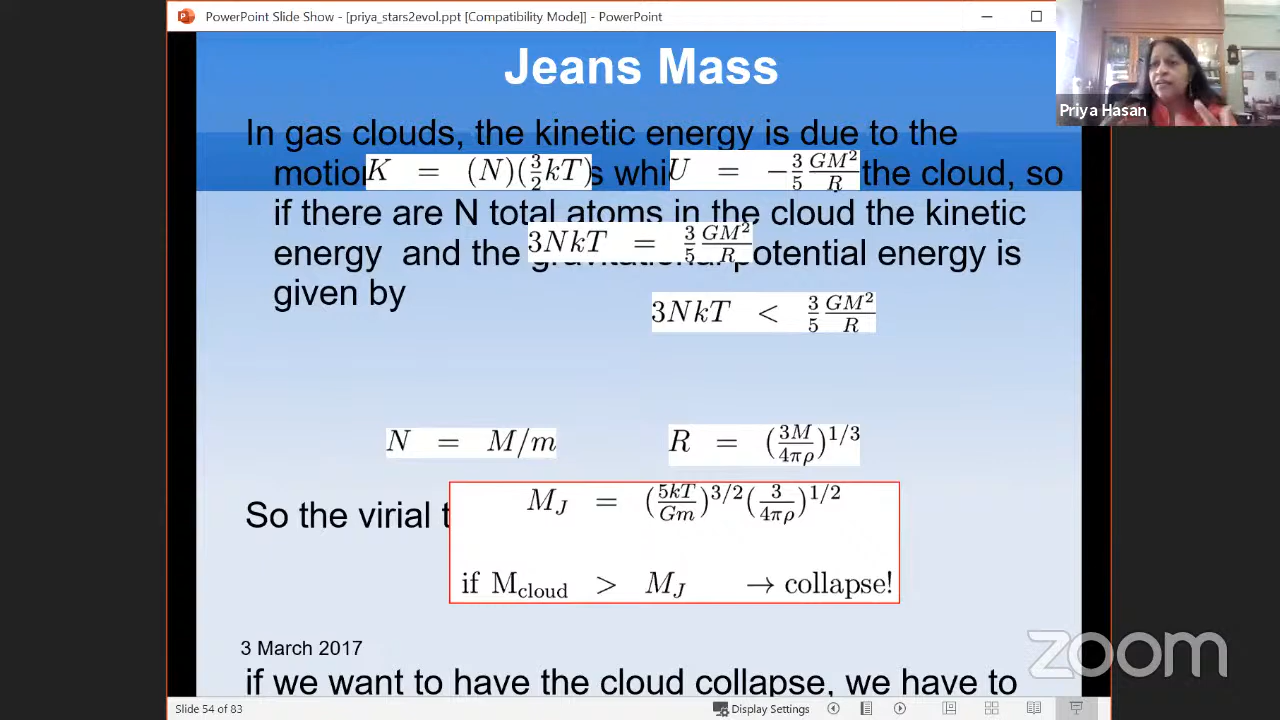 PowerPoint Slide Show - [priya_stars2evol.ppt [Compatibility Mode]] - PowerPoint
Jeans Mass
Priya Hasan
In gas clouds, the kinetic energy is due to the
K = (N)(3/2 kT) U = -3/5 GM²/R the cloud, so
if there are N total atoms in the cloud the kinetic
3NkT = 3/5 GM²/R
energy and the potential energy is
given by
3NkT < 3/5 GM²/R
N = M/m R = (3M/4πρ)^1/3
So the virial
M_J = (5kT/Gm)^3/2 (3/4πρ)^1/2
if M_cloud > M_J → collapse!
3 March 2017
zoom
if we want to have the cloud collapse, we have to
Slide 54 of 83 Display Settings